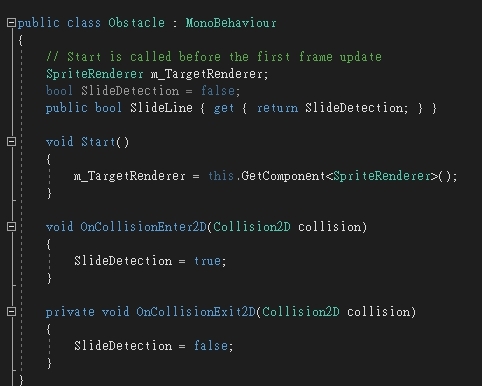 public class Obstacle : MonoBehaviour
{
    // Start is called before the first frame update
    SpriteRenderer m_TargetRenderer;
    bool SlideDetection = false;
    public bool SlideLine { get { return SlideDetection; } }
    void Start()
    {
        m_TargetRenderer = this.GetComponent<SpriteRenderer>();
    }
    void OnCollisionEnter2D(Collision2D collision)
    {
        SlideDetection = true;
    }
    private void OnCollisionExit2D(Collision2D collision)
    {
        SlideDetection = false;
    }
}